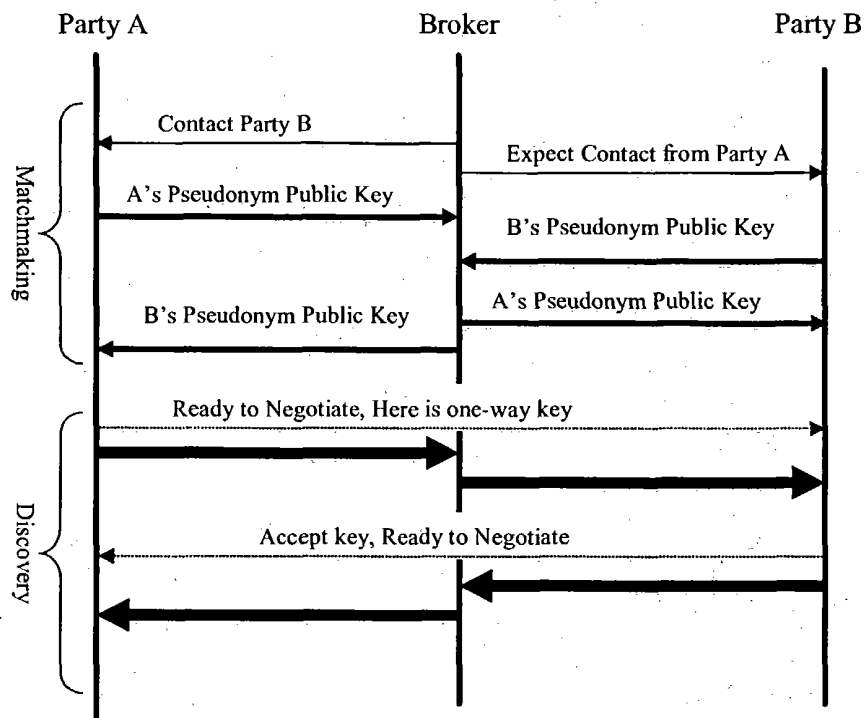 Party A
Broker
Party B
Contact Party B
Expect Contact from Party A
A's Pseudonym Public Key
B's Pseudonym Public Key
A's Pseudonym Public Key
B's Pseudonym Public Key
Matchmaking
Ready to Negotiate, Here is one-way key
Accept key, Ready to Negotiate
Discovery